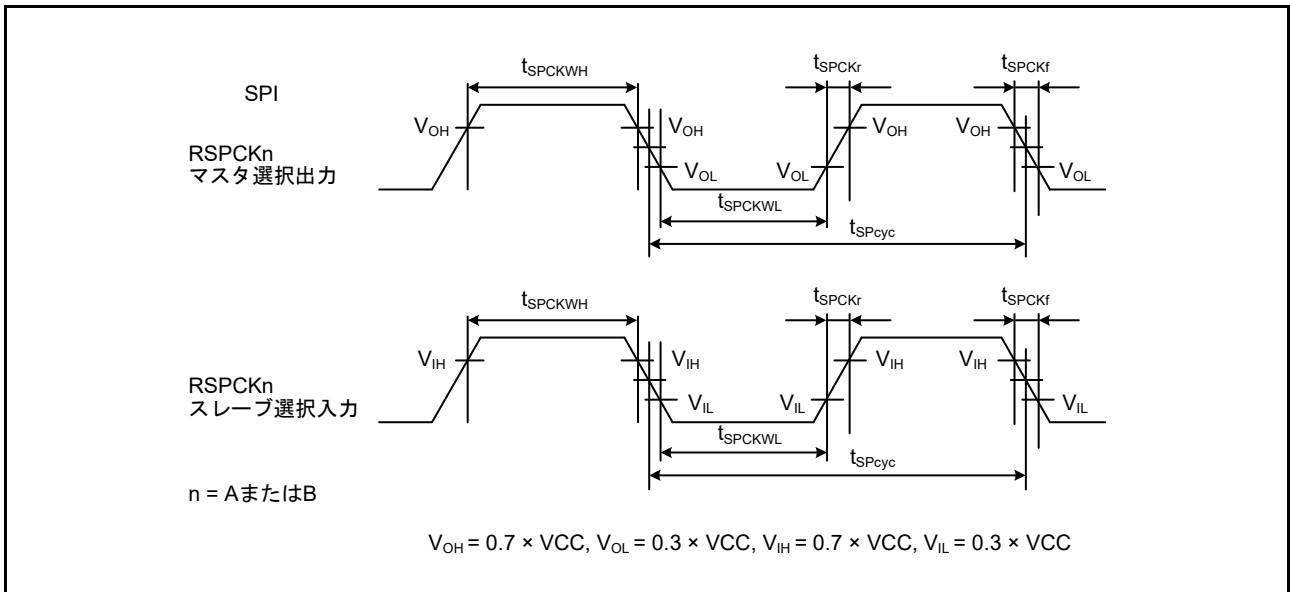 SPI
RSPCKn
マスタ選択出力
tSPCKWH
tSPCKr
tSPCKf
VOH
VOH
VOH
VOH
VOL
VOL
VOL
tSPCKWL
tSPcyc
RSPCKn
スレーブ選択入力
tSPCKWH
tSPCKr
tSPCKf
VIH
VIH
VIH
VIH
VIL
VIL
VIL
tSPCKWL
tSPcyc
n = AまたはB
VOH = 0.7 × VCC, VOL = 0.3 × VCC, VIH = 0.7 × VCC, VIL = 0.3 × VCC